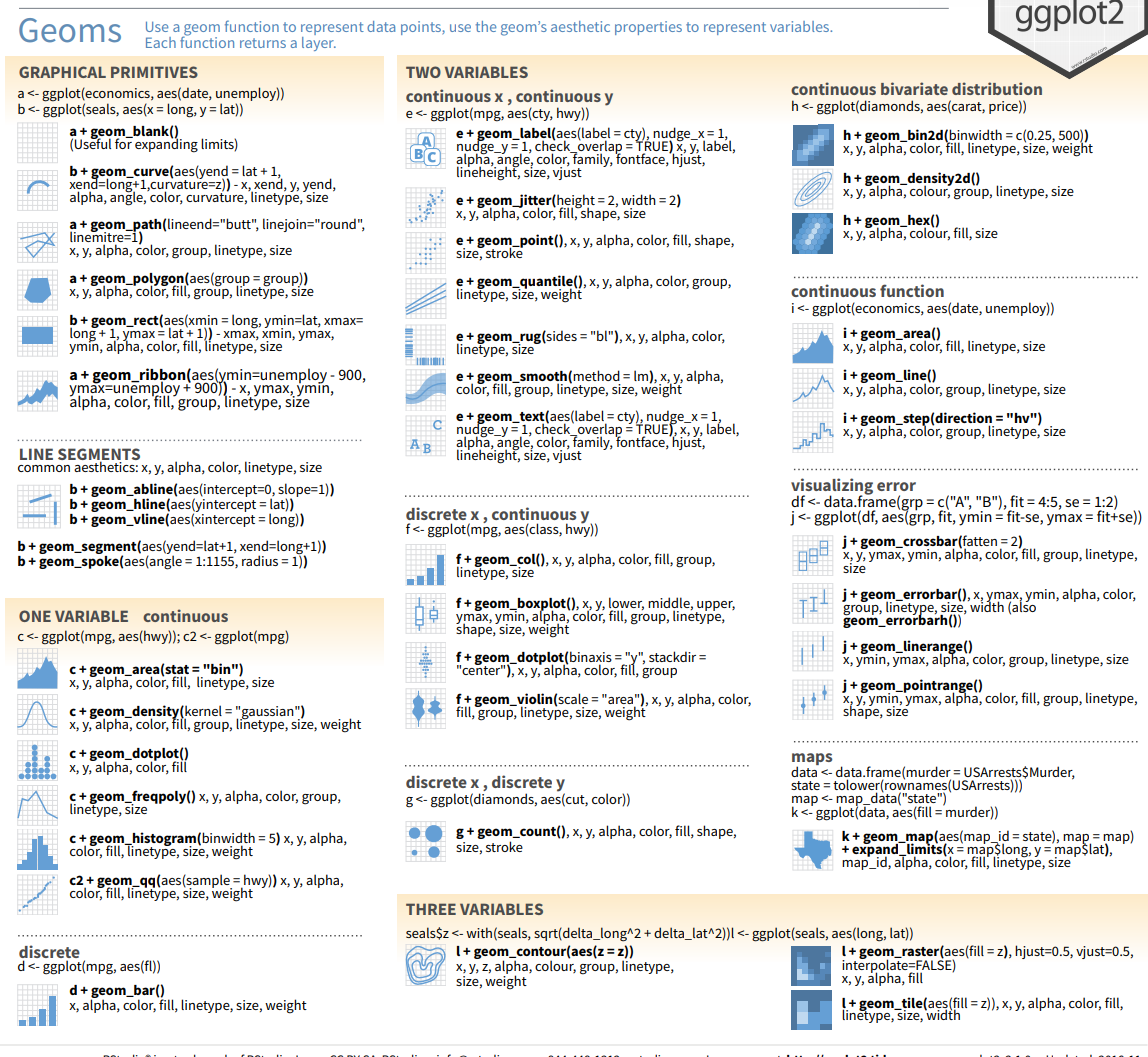 ggplot2
www.rstudio.com
Geoms
Use a geom function to represent data points, use the geom's aesthetic properties to represent variables.
Each function returns a layer.
GRAPHICAL PRIMITIVES
a <- ggplot(economics, aes(date, unemploy))
b <- ggplot(seals, aes(x = long, y = lat))
a + geom_blank()
(Useful for expanding limits)
b + geom_curve(aes(yend = lat + 1,
xend=long+1,curvature=z)) - x, xend, y, yend,
alpha, angle, color, curvature, linetype, size
a + geom_path(lineend="butt", linejoin="round",
linemitre=1)
x, y, alpha, color, group, linetype, size
a + geom_polygon(aes(group = group))
x, y, alpha, color, fill, group, linetype, size
b + geom_rect(aes(xmin = long, ymin=lat, xmax=
long + 1, ymax = lat + 1)) - xmax, xmin, ymax,
ymin, alpha, color, fill, linetype, size
a + geom_ribbon(aes(ymin=unemploy - 900,
ymax=unemploy + 900)) - x, ymax, ymin,
alpha, color, fill, group, linetype, size
LINE SEGMENTS
common aesthetics: x, y, alpha, color, linetype, size
b + geom_abline(aes(intercept=0, slope=1))
b + geom_hline(aes(yintercept = lat))
b + geom_vline(aes(xintercept = long))
b + geom_segment(aes(yend=lat+1, xend=long+1))
b + geom_spoke(aes(angle = 1:1155, radius = 1))
ONE VARIABLE continuous
c <- ggplot(mpg, aes(hwy)); c2 <- ggplot(mpg)
c + geom_area(stat = "bin")
x, y, alpha, color, fill, linetype, size
c + geom_density(kernel = "gaussian")
x, y, alpha, color, fill, group, linetype, size, weight
c + geom_dotplot()
x, y, alpha, color, fill
c + geom_freqpoly() x, y, alpha, color, group,
linetype, size
c + geom_histogram(binwidth = 5) x, y, alpha,
color, fill, linetype, size, weight
c2 + geom_qq(aes(sample = hwy)) x, y, alpha,
color, fill, linetype, size, weight
discrete
d <- ggplot(mpg, aes(fl))
d + geom_bar()
x, alpha, color, fill, linetype, size, weight
TWO VARIABLES
continuous x , continuous y
e <- ggplot(mpg, aes(cty, hwy))
A
B C
e + geom_label(aes(label = cty), nudge_x = 1,
nudge_y = 1, check_overlap = TRUE) x, y, label,
alpha, angle, color, family, fontface, hjust,
lineheight, size, vjust
e + geom_jitter(height = 2, width = 2)
x, y, alpha, color, fill, shape, size
e + geom_point(), x, y, alpha, color, fill, shape,
size, stroke
e + geom_quantile(), x, y, alpha, color, group,
linetype, size, weight
e + geom_rug(sides = "bl"), x, y, alpha, color,
linetype, size
e + geom_smooth(method = lm), x, y, alpha,
color, fill, group, linetype, size, weight
C
A B
e + geom_text(aes(label = cty), nudge_x = 1,
nudge_y = 1, check_overlap = TRUE), x, y, label,
alpha, angle, color, family, fontface, hjust,
lineheight, size, vjust
discrete x , continuous y
f <- ggplot(mpg, aes(class, hwy))
f + geom_col(), x, y, alpha, color, fill, group,
linetype, size
f + geom_boxplot(), x, y, lower, middle, upper,
ymax, ymin, alpha, color, fill, group, linetype,
shape, size, weight
f + geom_dotplot(binaxis = "y", stackdir =
"center"), x, y, alpha, color, fill, group
f + geom_violin(scale = "area"), x, y, alpha, color,
fill, group, linetype, size, weight
discrete x , discrete y
g <- ggplot(diamonds, aes(cut, color))
g + geom_count(), x, y, alpha, color, fill, shape,
size, stroke
continuous bivariate distribution
h <- ggplot(diamonds, aes(carat, price))
h + geom_bin2d(binwidth = c(0.25, 500))
x, y, alpha, color, fill, linetype, size, weight
h + geom_density2d()
x, y, alpha, colour, group, linetype, size
h + geom_hex()
x, y, alpha, colour, fill, size
continuous function
i <- ggplot(economics, aes(date, unemploy))
i + geom_area()
x, y, alpha, color, fill, linetype, size
i + geom_line()
x, y, alpha, color, group, linetype, size
i + geom_step(direction = "hv")
x, y, alpha, color, group, linetype, size
visualizing error
df <- data.frame(grp = c("A", "B"), fit = 4:5, se = 1:2)
j <- ggplot(df, aes(grp, fit, ymin = fit-se, ymax = fit+se))
j + geom_crossbar(fatten = 2)
x, y, ymax, ymin, alpha, color, fill, group, linetype,
size
j + geom_errorbar(), x, ymax, ymin, alpha, color,
group, linetype, size, width (also
geom_errorbarh())
j + geom_linerange()
x, ymin, ymax, alpha, color, group, linetype, size
j + geom_pointrange()
x, y, ymin, ymax, alpha, color, fill, group, linetype,
shape, size
maps
data <- data.frame(murder = USArrests$Murder,
state = tolower(rownames(USArrests)))
map <- map_data("state")
k <- ggplot(data, aes(fill = murder))
k + geom_map(aes(map_id = state), map = map)
+ expand_limits(x = map$long, y = map$lat),
map_id, alpha, color, fill, linetype, size
THREE VARIABLES
seals$z <- with(seals, sqrt(delta_long^2 + delta_lat^2))l <- ggplot(seals, aes(long, lat))
l + geom_contour(aes(z = z))
x, y, z, alpha, colour, group, linetype,
size, weight
l + geom_raster(aes(fill = z), hjust=0.5, vjust=0.5,
interpolate=FALSE)
x, y, alpha, fill
l + geom_tile(aes(fill = z)), x, y, alpha, color, fill,
linetype, size, width